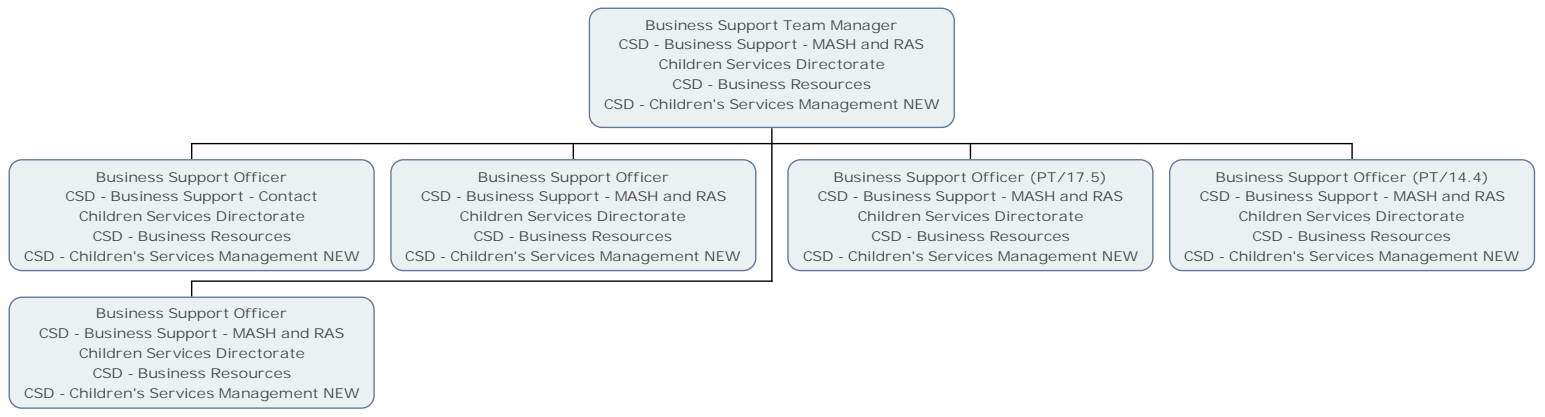 Business Support Team Manager
CSD - Business Support - MASH and RAS
Children Services Directorate
CSD - Business Resources
CSD - Children's Services Management NEW
Business Support Officer
CSD - Business Support - Contact
Children Services Directorate
CSD - Business Resources
CSD - Children's Services Management NEW
Business Support Officer
CSD - Business Support - MASH and RAS
Children Services Directorate
CSD - Business Resources
CSD - Children's Services Management NEW
Business Support Officer (PT/17.5)
CSD - Business Support - MASH and RAS
Children Services Directorate
CSD - Business Resources
CSD - Children's Services Management NEW
Business Support Officer (PT/14.4)
CSD - Business Support - MASH and RAS
Children Services Directorate
CSD - Business Resources
CSD - Children's Services Management NEW
Business Support Officer
CSD - Business Support - MASH and RAS
Children Services Directorate
CSD - Business Resources
CSD - Children's Services Management NEW